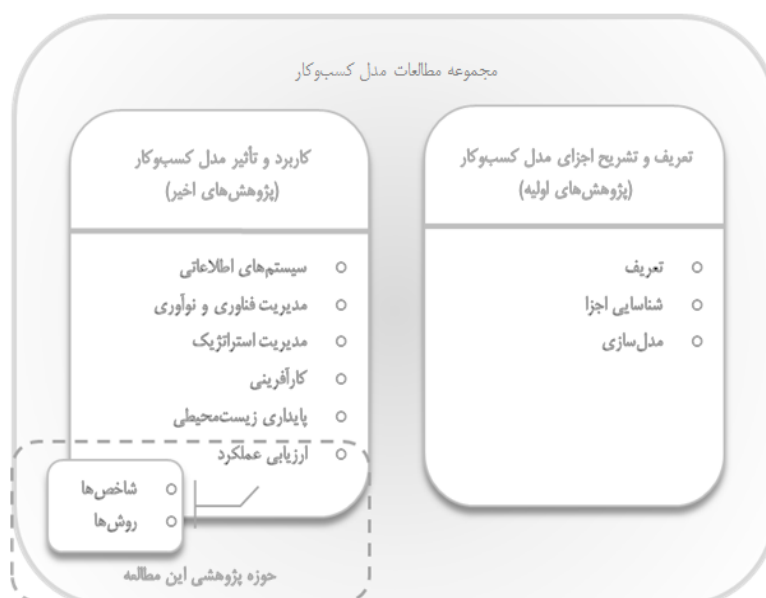 مجموعه مطالعات مدل کسب‌وکار
تعریف و تشریح اجزای مدل کسب‌وکار
(پژوهش‌های اولیه)
تعریف
شناسایی اجزا
مدل‌سازی
کاربرد و تأثیر مدل کسب‌وکار
(پژوهش‌های اخیر)
سیستم‌های اطلاعاتی
مدیریت فناوری و نوآوری
مدیریت استراتژیک
کارآفرینی
پایداری زیست‌محیطی
ارزیابی عملکرد
شاخص‌ها
روش‌ها
حوزه پژوهشی این مطالعه